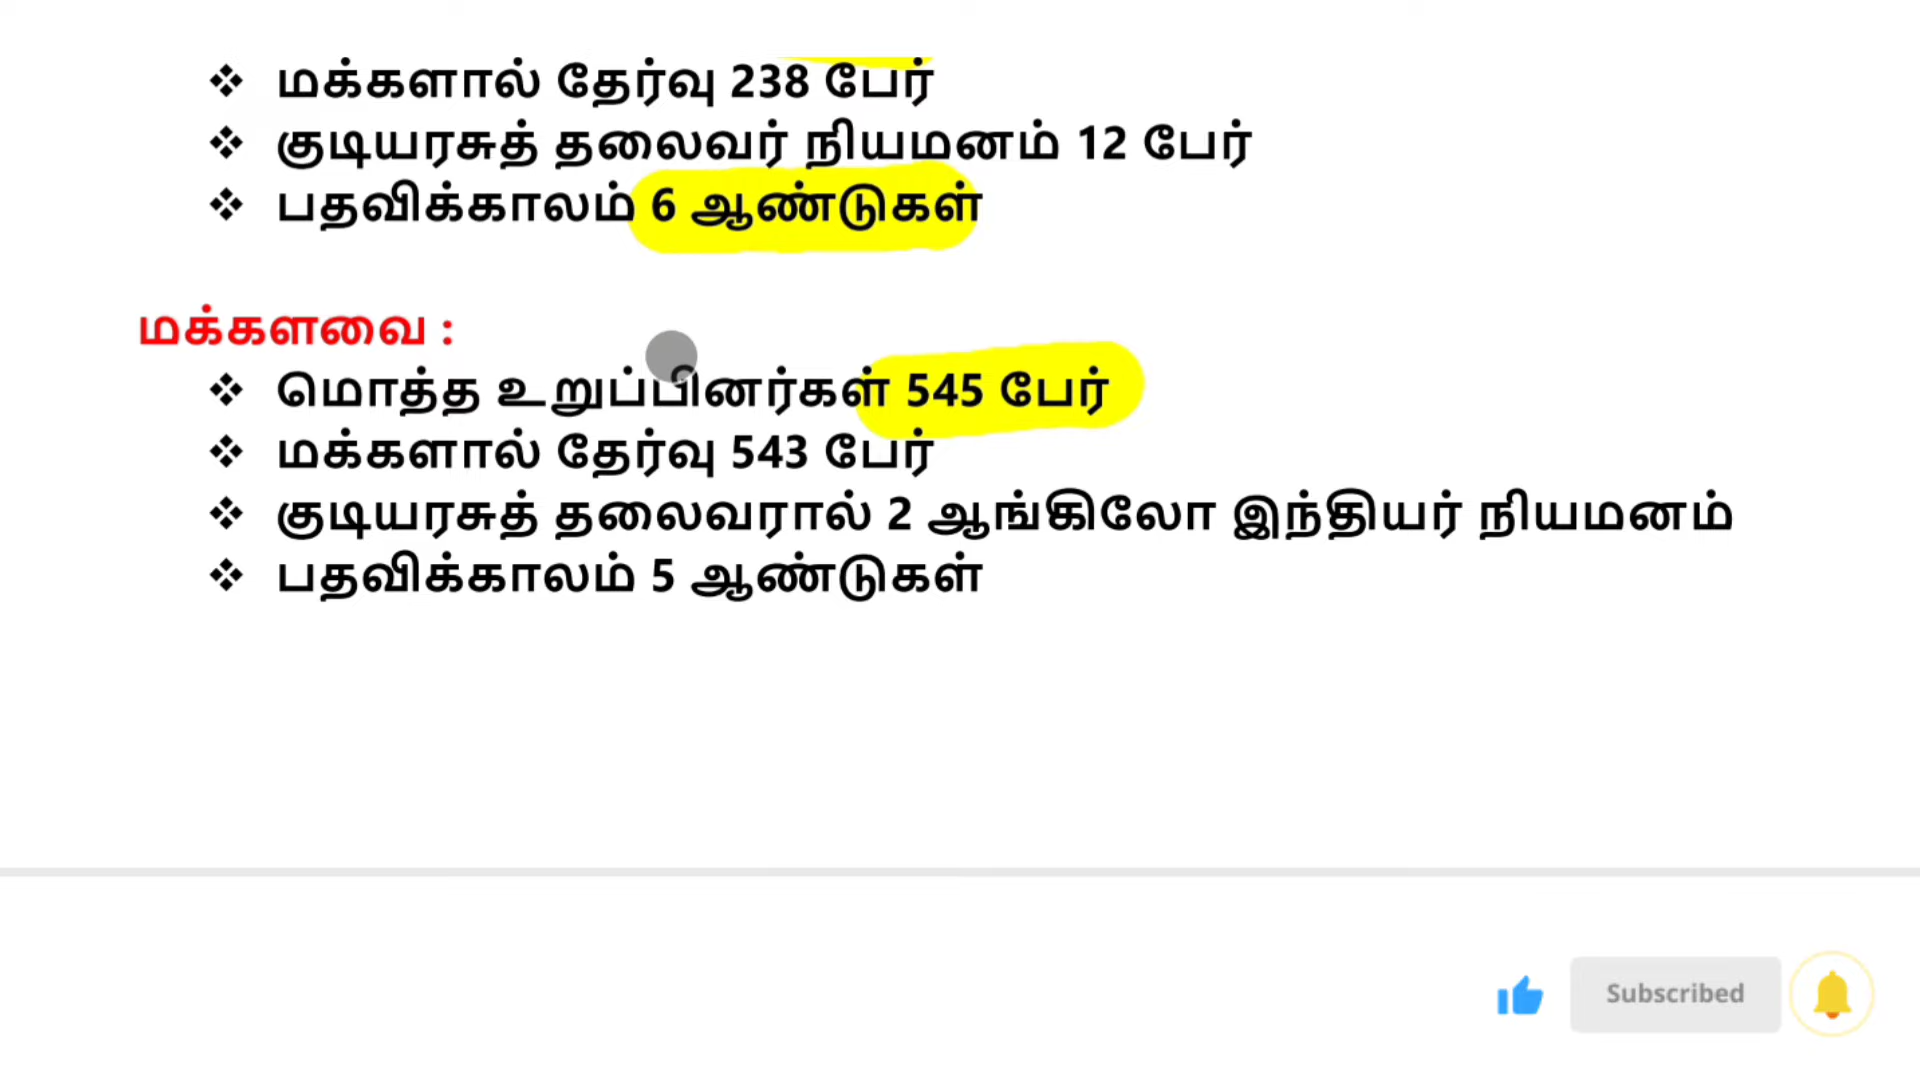 ❖ மக்களால் தேர்வு 238 பேர்
❖ குடியரசுத் தலைவர் நியமனம் 12 பேர்
❖ பதவிக்காலம் 6 ஆண்டுகள்
மக்களவை :
❖ மொத்த உறுப்பினர்கள் 545 பேர்
❖ மக்களால் தேர்வு 543 பேர்
❖ குடியரசுத் தலைவரால் 2 ஆங்கிலோ இந்தியர் நியமனம்
❖ பதவிக்காலம் 5 ஆண்டுகள்
Subscribed